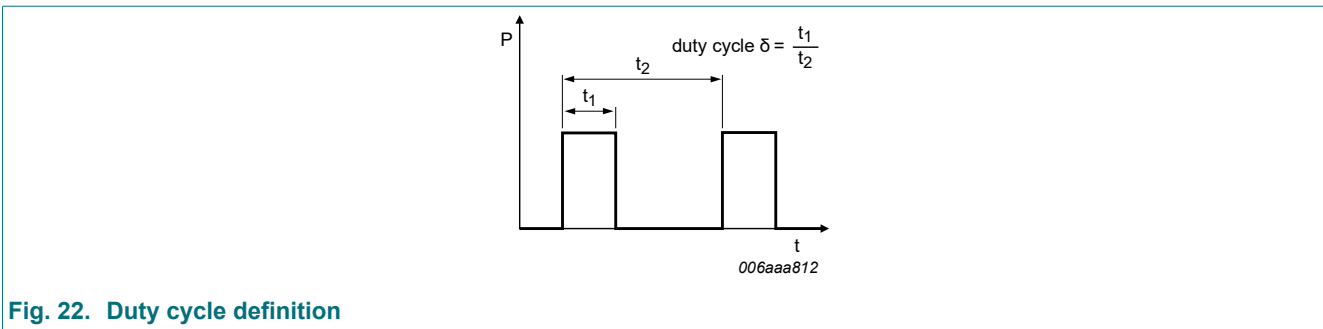 P
duty cycle δ = t1
t2
t2
t1
t
006aaa812
Fig. 22. Duty cycle definition